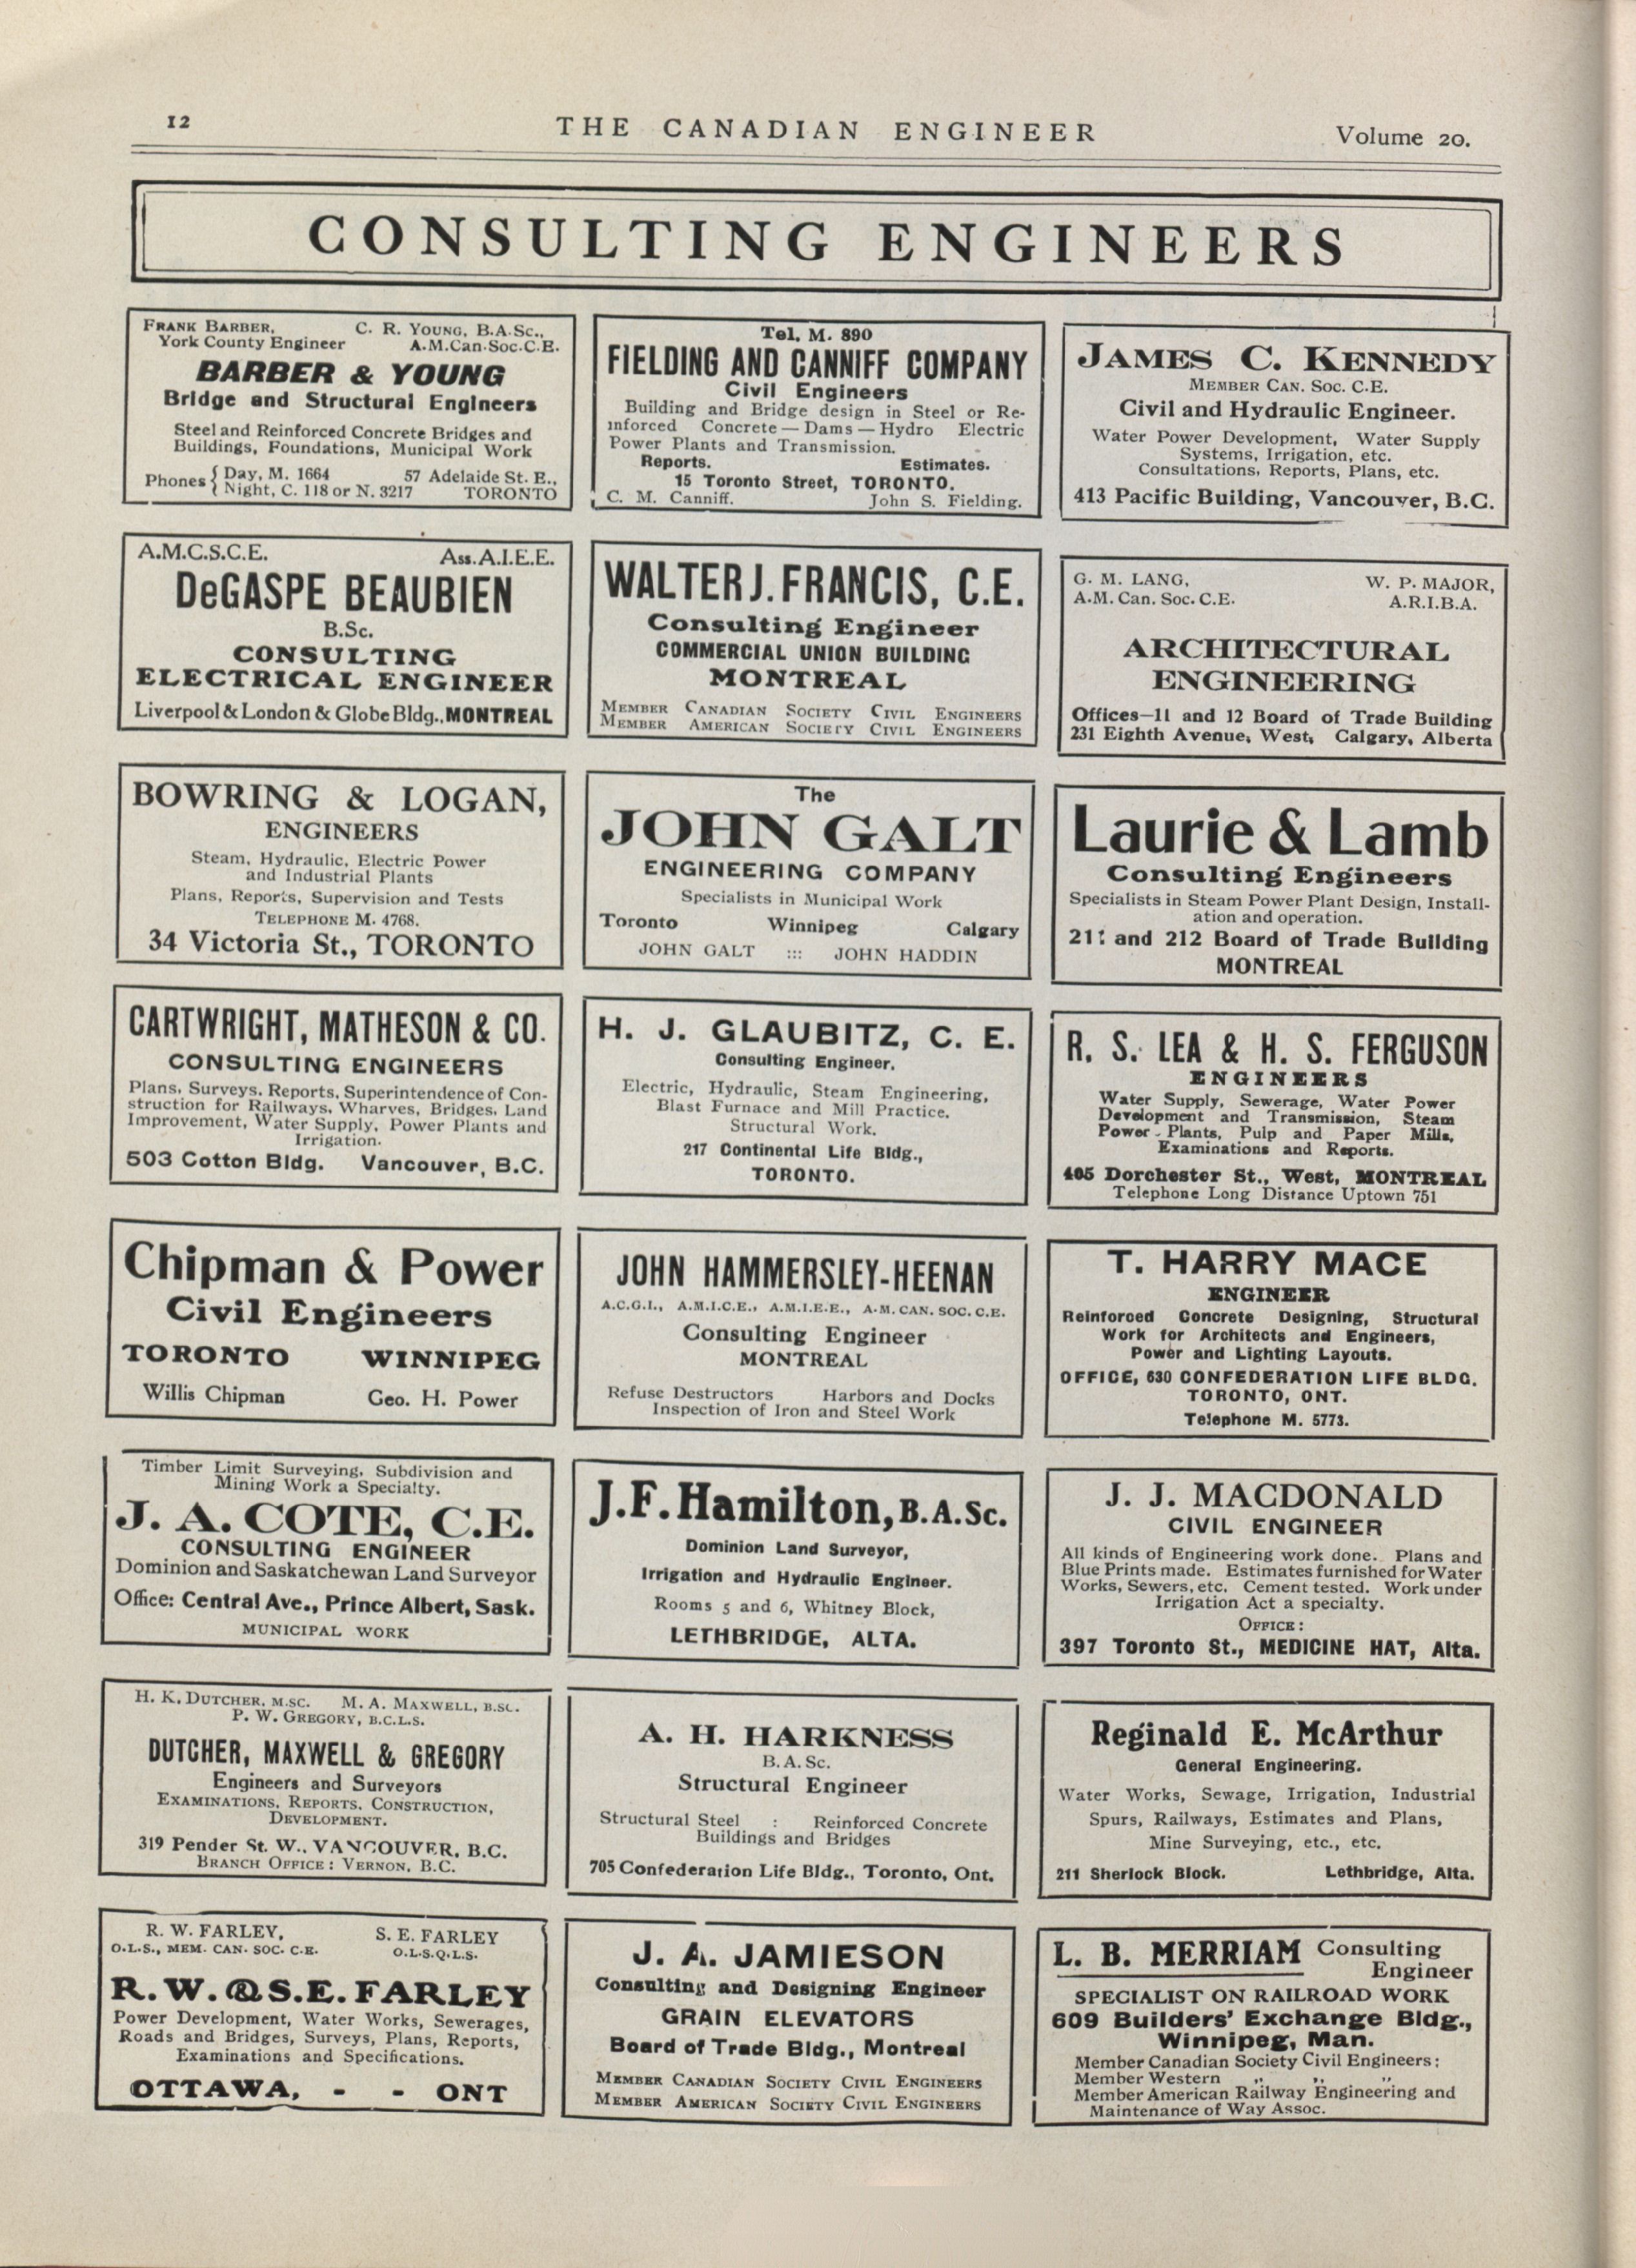 12
THE CANADIAN ENGINEER
Volume 20.
CONSULTING ENGINEERS
FRANK BARBER, C. R. YOUNG, B.A.Sc.,
York County Engineer A.M.Can.Soc.C.E.
BARBER & YOUNG
Bridge and Structural Engineers
Steel and Reinforced Concrete Bridges and
Buildings, Foundations, Municipal Work
Phones { Day, M. 1664 57 Adelaide St. E.,
Night, C. 118 or N. 3217 TORONTO
Tel. M. 890
FIELDING AND CANNIFF COMPANY
Civil Engineers
Building and Bridge design in Steel or Re-
inforced Concrete — Dams — Hydro Electric
Power Plants and Transmission.
Reports. Estimates.
15 Toronto Street, TORONTO.
C. M. Canniff. John S. Fielding.
JAMES C. KENNEDY
MEMBER CAN. SOC. C.E.
Civil and Hydraulic Engineer.
Water Power Development, Water Supply
Systems, Irrigation, etc.
Consultations, Reports, Plans, etc.
413 Pacific Building, Vancouver, B.C.
A.M.C.S.C.E. Ass. A.I.E.E.
DeGASPE BEAUBIEN
B.Sc.
CONSULTING
ELECTRICAL ENGINEER
Liverpool & London & Globe Bldg., MONTREAL
WALTER J. FRANCIS, C.E.
Consulting Engineer
COMMERCIAL UNION BUILDING
MONTREAL
MEMBER CANADIAN SOCIETY CIVIL ENGINEERS
MEMBER AMERICAN SOCIETY CIVIL ENGINEERS
G. M. LANG, W. P. MAJOR,
A.M. Can. Soc. C.E. A.R.I.B.A.
ARCHITECTURAL
ENGINEERING
Offices—11 and 12 Board of Trade Building
231 Eighth Avenue, West, Calgary, Alberta
BOWRING & LOGAN,
ENGINEERS
Steam, Hydraulic, Electric Power
and Industrial Plants
Plans, Reports, Supervision and Tests
TELEPHONE M. 4768.
34 Victoria St., TORONTO
The
JOHN GALT
ENGINEERING COMPANY
Specialists in Municipal Work
Toronto Winnipeg Calgary
JOHN GALT ::: JOHN HADDIN
Laurie & Lamb
Consulting Engineers
Specialists in Steam Power Plant Design, Install-
ation and operation.
and 212 Board of Trade Building
MONTREAL
CARTWRIGHT, MATHESON & CO.
CONSULTING ENGINEERS
Plans, Surveys, Reports, Superintendence of Con-
struction for Railways, Wharves, Bridges, Land
Improvement, Water Supply, Power Plants and
Irrigation.
503 Cotton Bldg. Vancouver, B.C.
H. J. GLAUBITZ, C. E.
Consulting Engineer.
Electric, Hydraulic, Steam Engineering,
Blast Furnace and Mill Practice.
Structural Work.
217 Continental Life Bldg.,
TORONTO.
R. S. LEA & H. S. FERGUSON
ENGINEERS
Water Supply, Sewerage, Water Power
Development and Transmission, Steam
Power - Plants, Pulp and Paper Mills,
Examinations and Reports.
405 Dorchester St., West, MONTREAL
Telephone Long Distance Uptown 751
Chipman & Power
Civil Engineers
TORONTO WINNIPEG
Willis Chipman Geo. H. Power
JOHN HAMMERSLEY-HEENAN
A.C.G.I., A.M.I.C.E., A.M.I.E.E., A.M. CAN. SOC. C.E.
Consulting Engineer
MONTREAL
Refuse Destructors Harbors and Docks
Inspection of Iron and Steel Work
T. HARRY MACE
ENGINEER
Reinforced Concrete Designing, Structural
Work for Architects and Engineers,
Power and Lighting Layouts.
OFFICE, 630 CONFEDERATION LIFE BLDG.
TORONTO, ONT.
Telephone M. 5773.
Timber Limit Surveying, Subdivision and
Mining Work a Specialty.
J. A. COTE, C.E.
CONSULTING ENGINEER
Dominion and Saskatchewan Land Surveyor
Office: Central Ave., Prince Albert, Sask.
MUNICIPAL WORK
J. F. Hamilton, B.A.Sc.
Dominion Land Surveyor,
Irrigation and Hydraulic Engineer.
Rooms 5 and 6, Whitney Block,
LETHBRIDGE, ALTA.
J. J. MACDONALD
CIVIL ENGINEER
All kinds of Engineering work done. Plans and
Blue Prints made. Estimates furnished for Water
Works, Sewers, etc. Cement tested. Work under
Irrigation Act a specialty.
OFFICE:
397 Toronto St., MEDICINE HAT, Alta.
H. K. DUTCHER, M.SC. M. A. MAXWELL, B.SC.
P. W. GREGORY, B.C.L.S.
DUTCHER, MAXWELL & GREGORY
Engineers and Surveyors
EXAMINATIONS, REPORTS, CONSTRUCTION,
DEVELOPMENT.
319 Pender St. W., VANCOUVER, B.C.
BRANCH OFFICE: VERNON, B.C.
A. H. HARKNESS
B.A.Sc.
Structural Engineer
Structural Steel : Reinforced Concrete
Buildings and Bridges
705 Confederation Life Bldg., Toronto, Ont.
Reginald E. McArthur
General Engineering.
Water Works, Sewage, Irrigation, Industrial
Spurs, Railways, Estimates and Plans,
Mine Surveying, etc., etc.
211 Sherlock Block. Lethbridge, Alta.
R. W. FARLEY, S. E. FARLEY
O.L.S., MEM. CAN. SOC. C.E. O.L.S.Q.L.S.
R. W. & S. E. FARLEY
Power Development, Water Works, Sewerages,
Roads and Bridges, Surveys, Plans, Reports,
Examinations and Specifications.
OTTAWA, - - ONT
J. A. JAMIESON
Consulting and Designing Engineer
GRAIN ELEVATORS
Board of Trade Bldg., Montreal
MEMBER CANADIAN SOCIETY CIVIL ENGINEERS
MEMBER AMERICAN SOCIETY CIVIL ENGINEERS
L. B. MERRIAM Consulting
Engineer
SPECIALIST ON RAILROAD WORK
609 Builders' Exchange Bldg.,
Winnipeg, Man.
Member Canadian Society Civil Engineers:
Member Western „ „ „
Member American Railway Engineering and
Maintenance of Way Assoc.